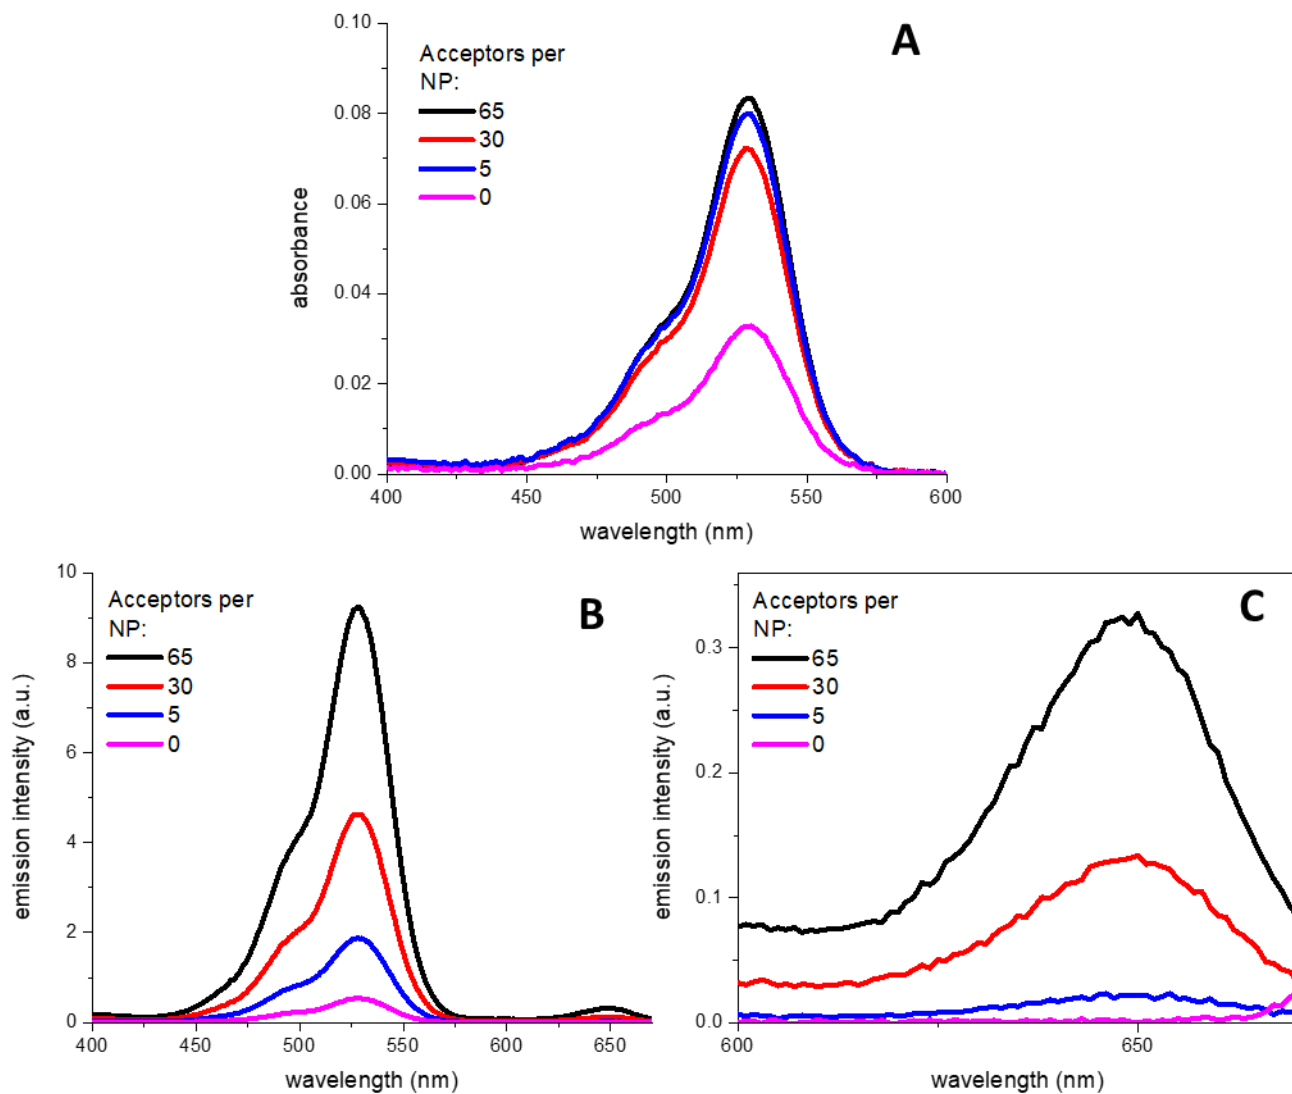 A
Acceptors per
NP:
65
30
5
0
0.10
0.08
0.06
0.04
0.02
0.00
absorbance
400
450
500
550
600
wavelength (nm)
B
Acceptors per
NP:
65
30
5
0
10
8
6
4
2
0
emission intensity (a.u.)
400
450
500
550
600
650
wavelength (nm)
C
Acceptors per
NP:
65
30
5
0
0.3
0.2
0.1
0.0
emission intensity (a.u.)
600
650
wavelength (nm)